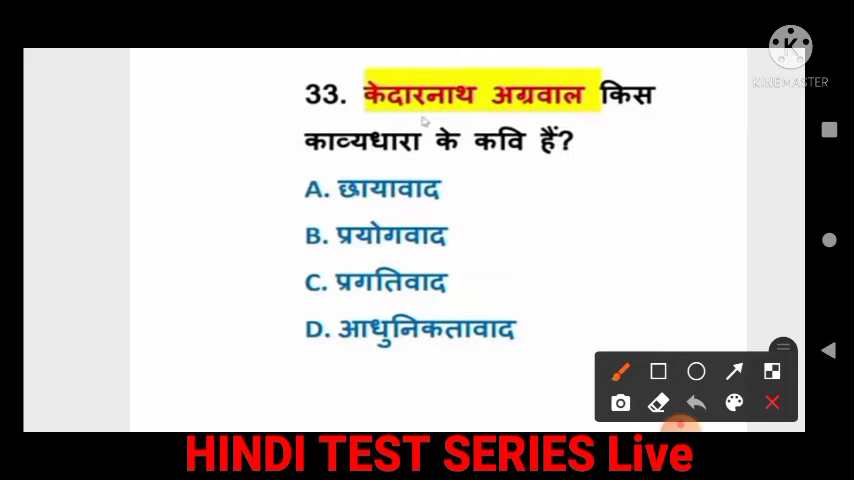 K
KINEMASTER
33. केदारनाथ अग्रवाल किस
काव्यधारा के कवि हैं?
A. छायावाद
B. प्रयोगवाद
C. प्रगतिवाद
D. आधुनिकतावाद
HINDI TEST SERIES Live